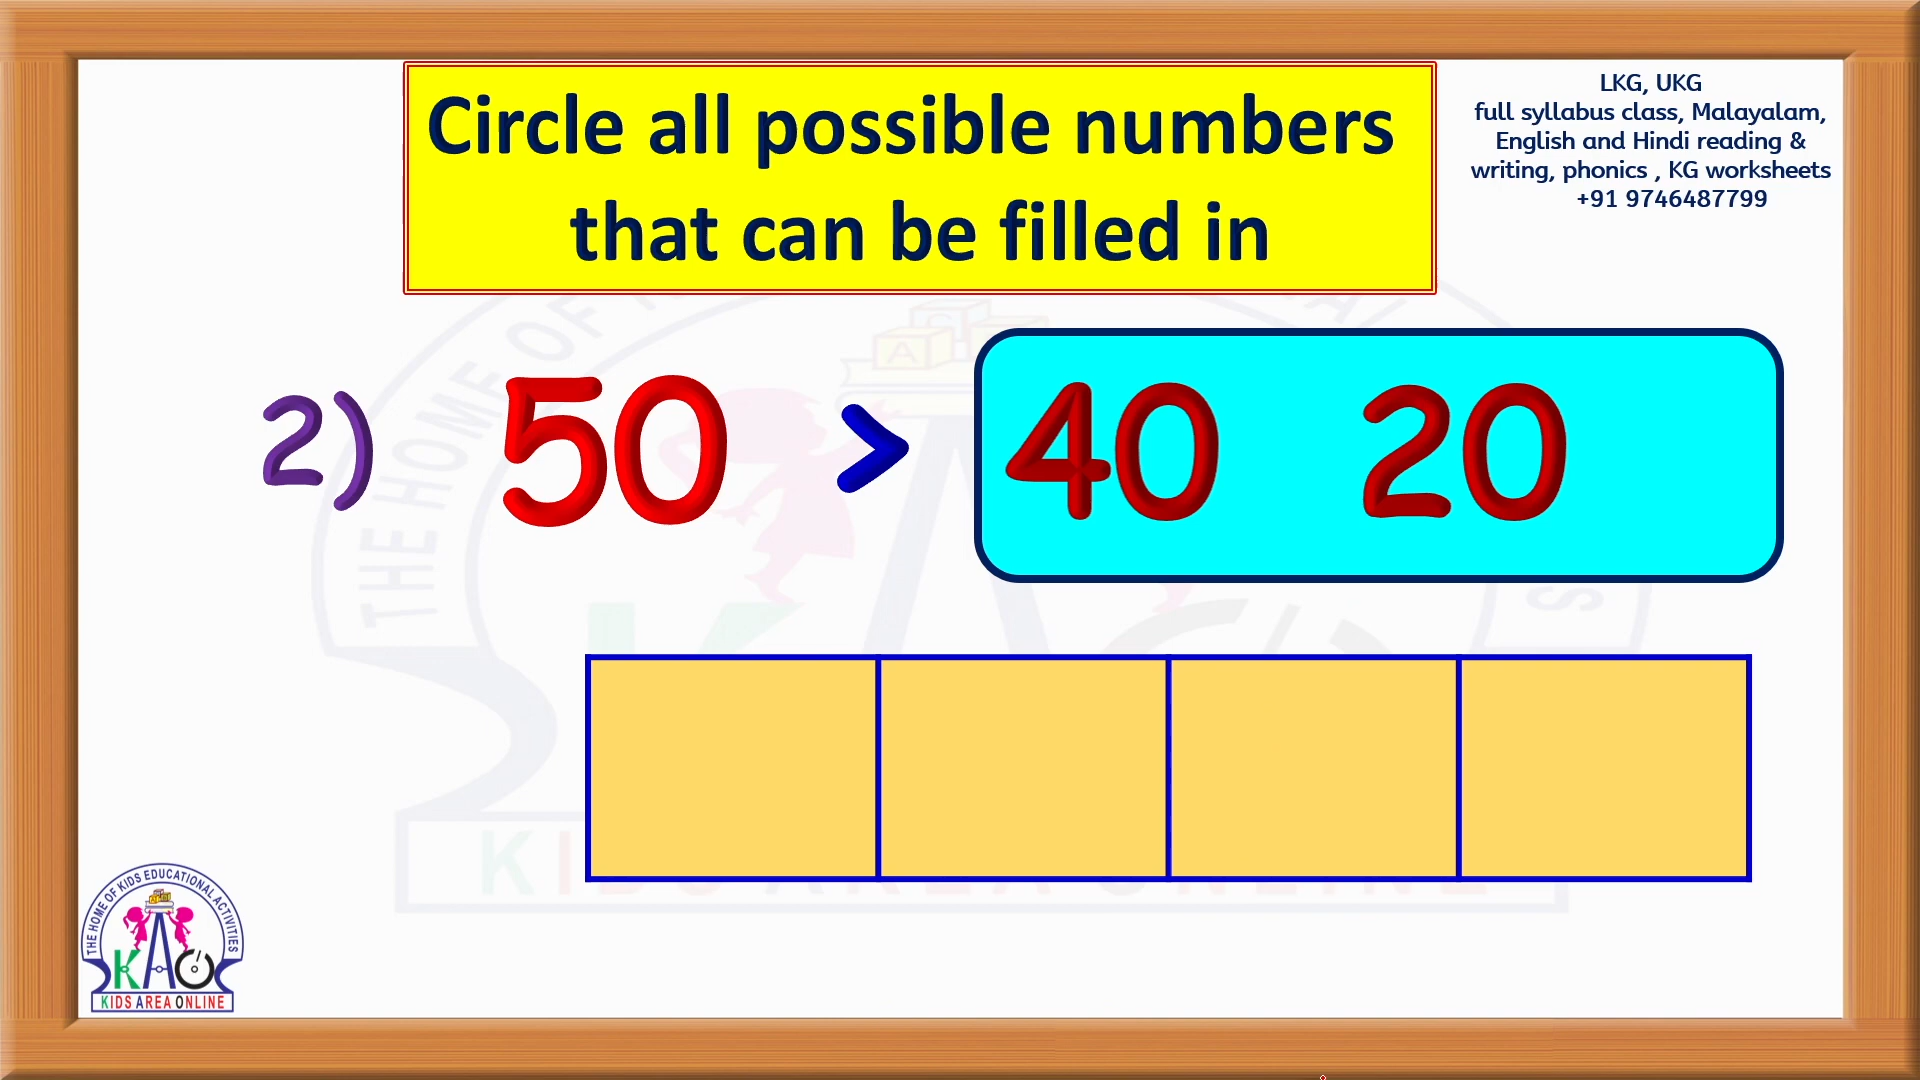 Circle all possible numbers
that can be filled in
LKG, UKG
full syllabus class, Malayalam,
English and Hindi reading &
writing, phonics , KG worksheets
+91 9746487799
2) 50 > 40 20
THE HOME OF KIDS EDUCATIONAL ACTIVITIES
KAO
KIDS AREA ONLINE